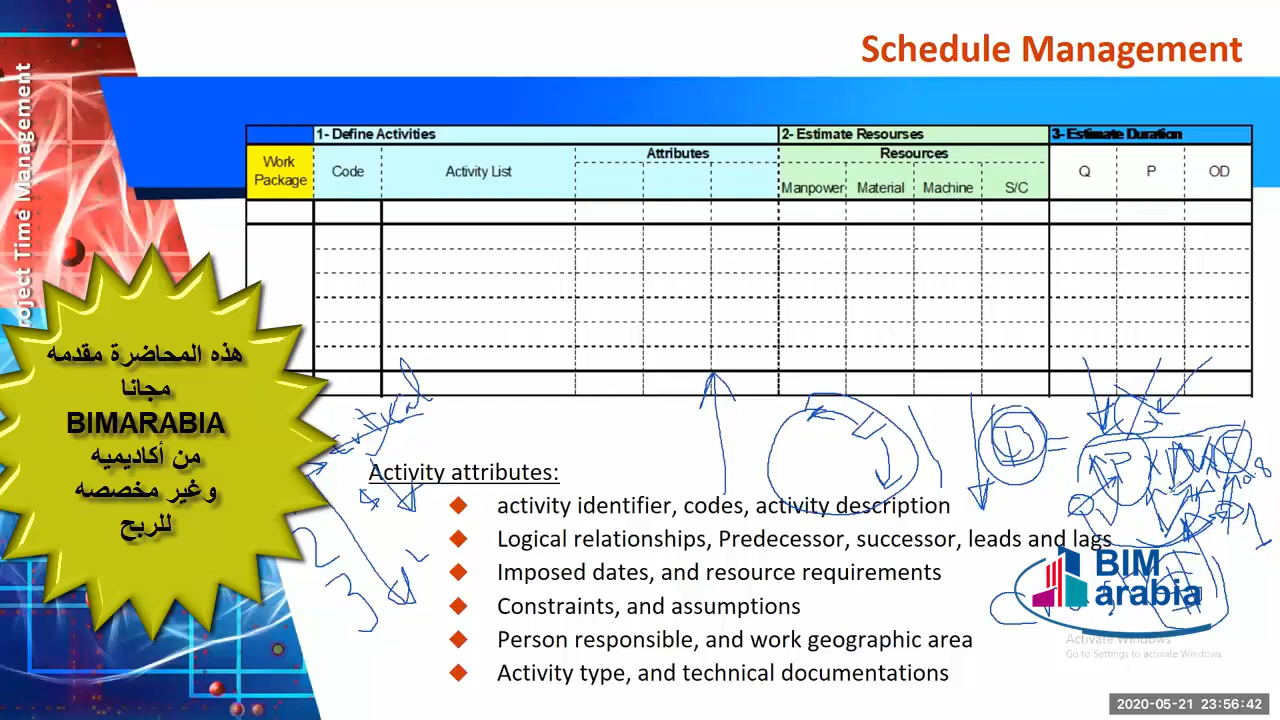 Schedule Management
roject Time Management
1- Define Activities
2- Estimate Resourses
3- Estimate Duration
Work Package
Code
Activity List
Attributes
Resources
Manpower
Material
Machine
S/C
Q
P
OD
هذه المحاضرة مقدمه
مجانا
BIMARABIA
من أكاديميه
وغير مخصصه
للربح
Activity attributes:
activity identifier, codes, activity description
Logical relationships, Predecessor, successor, leads and lags
Imposed dates, and resource requirements
Constraints, and assumptions
Person responsible, and work geographic area
Activity type, and technical documentations
D
BIM
arabia
Activate Windows
Go to Settings to activate Windows.
2020-05-21 23:56:42